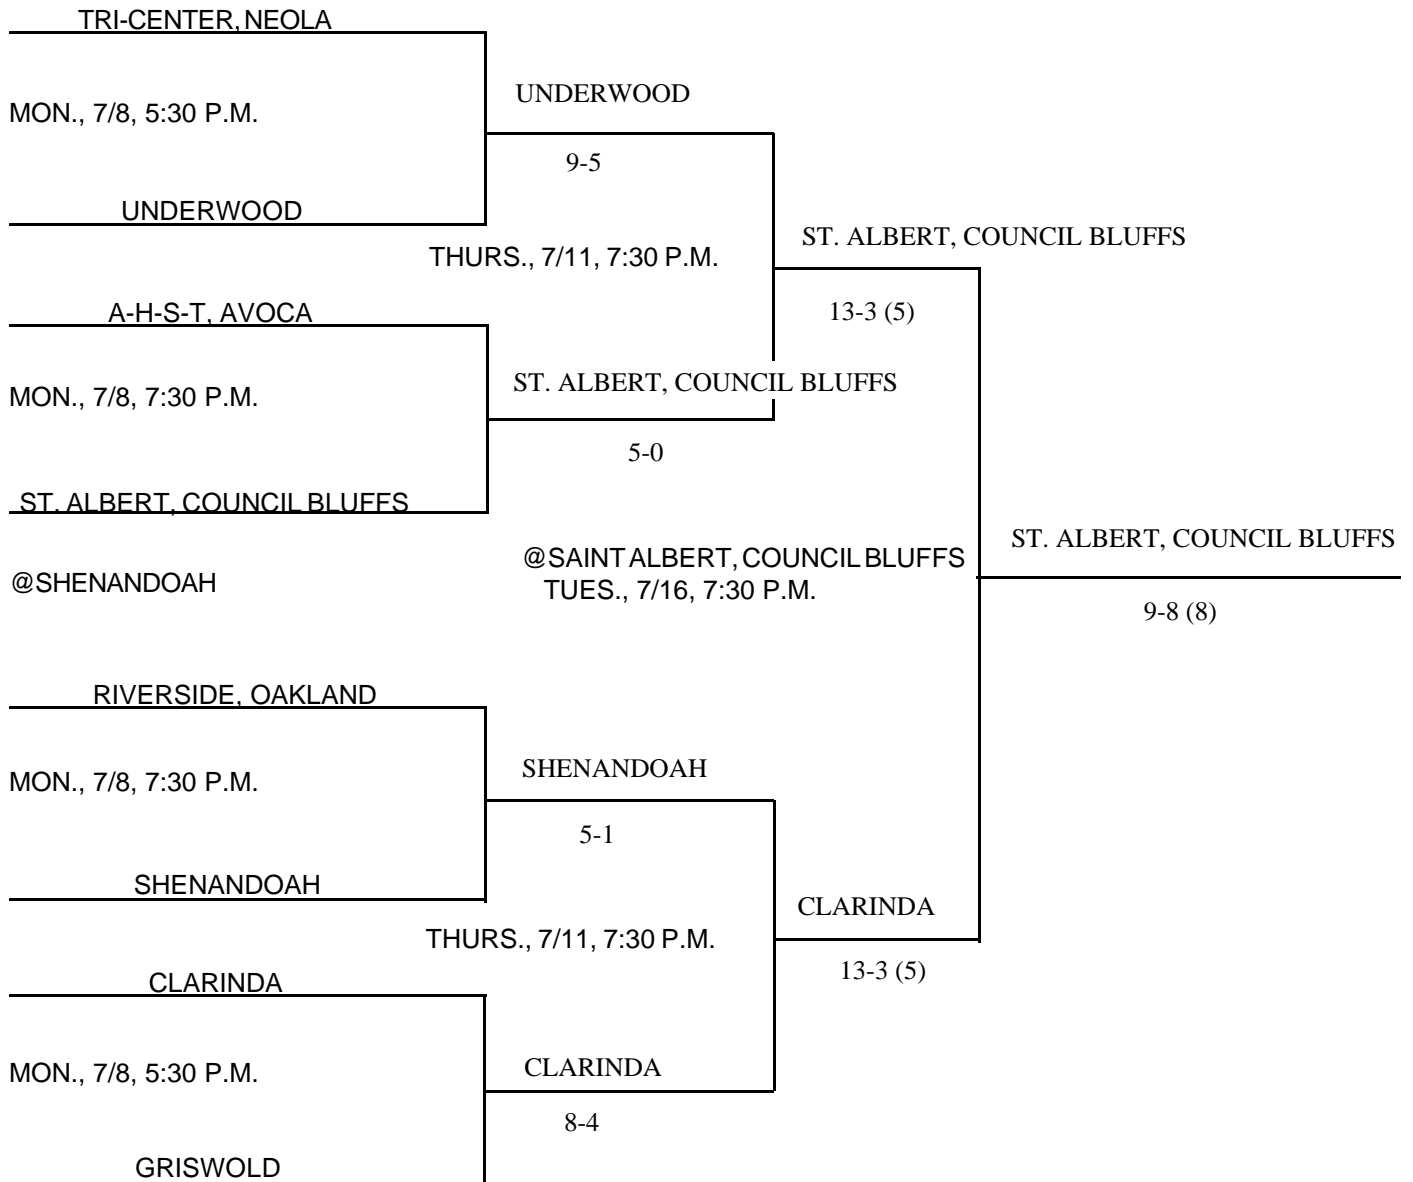 TRI-CENTER, NEOLA
UNDERWOOD
MON., 7/8, 5:30 P.M.
9-5
UNDERWOOD
ST. ALBERT, COUNCIL BLUFFS
THURS., 7/11, 7:30 P.M.
A-H-S-T, AVOCA
13-3 (5)
ST. ALBERT, COUNCIL BLUFFS
MON., 7/8, 7:30 P.M.
5-0
ST. ALBERT, COUNCIL BLUFFS
ST. ALBERT, COUNCIL BLUFFS
@SAINT ALBERT, COUNCIL BLUFFS
@SHENANDOAH
TUES., 7/16, 7:30 P.M.
9-8 (8)
RIVERSIDE, OAKLAND
SHENANDOAH
MON., 7/8, 7:30 P.M.
5-1
SHENANDOAH
CLARINDA
THURS., 7/11, 7:30 P.M.
13-3 (5)
CLARINDA
CLARINDA
MON., 7/8, 5:30 P.M.
8-4
GRISWOLD